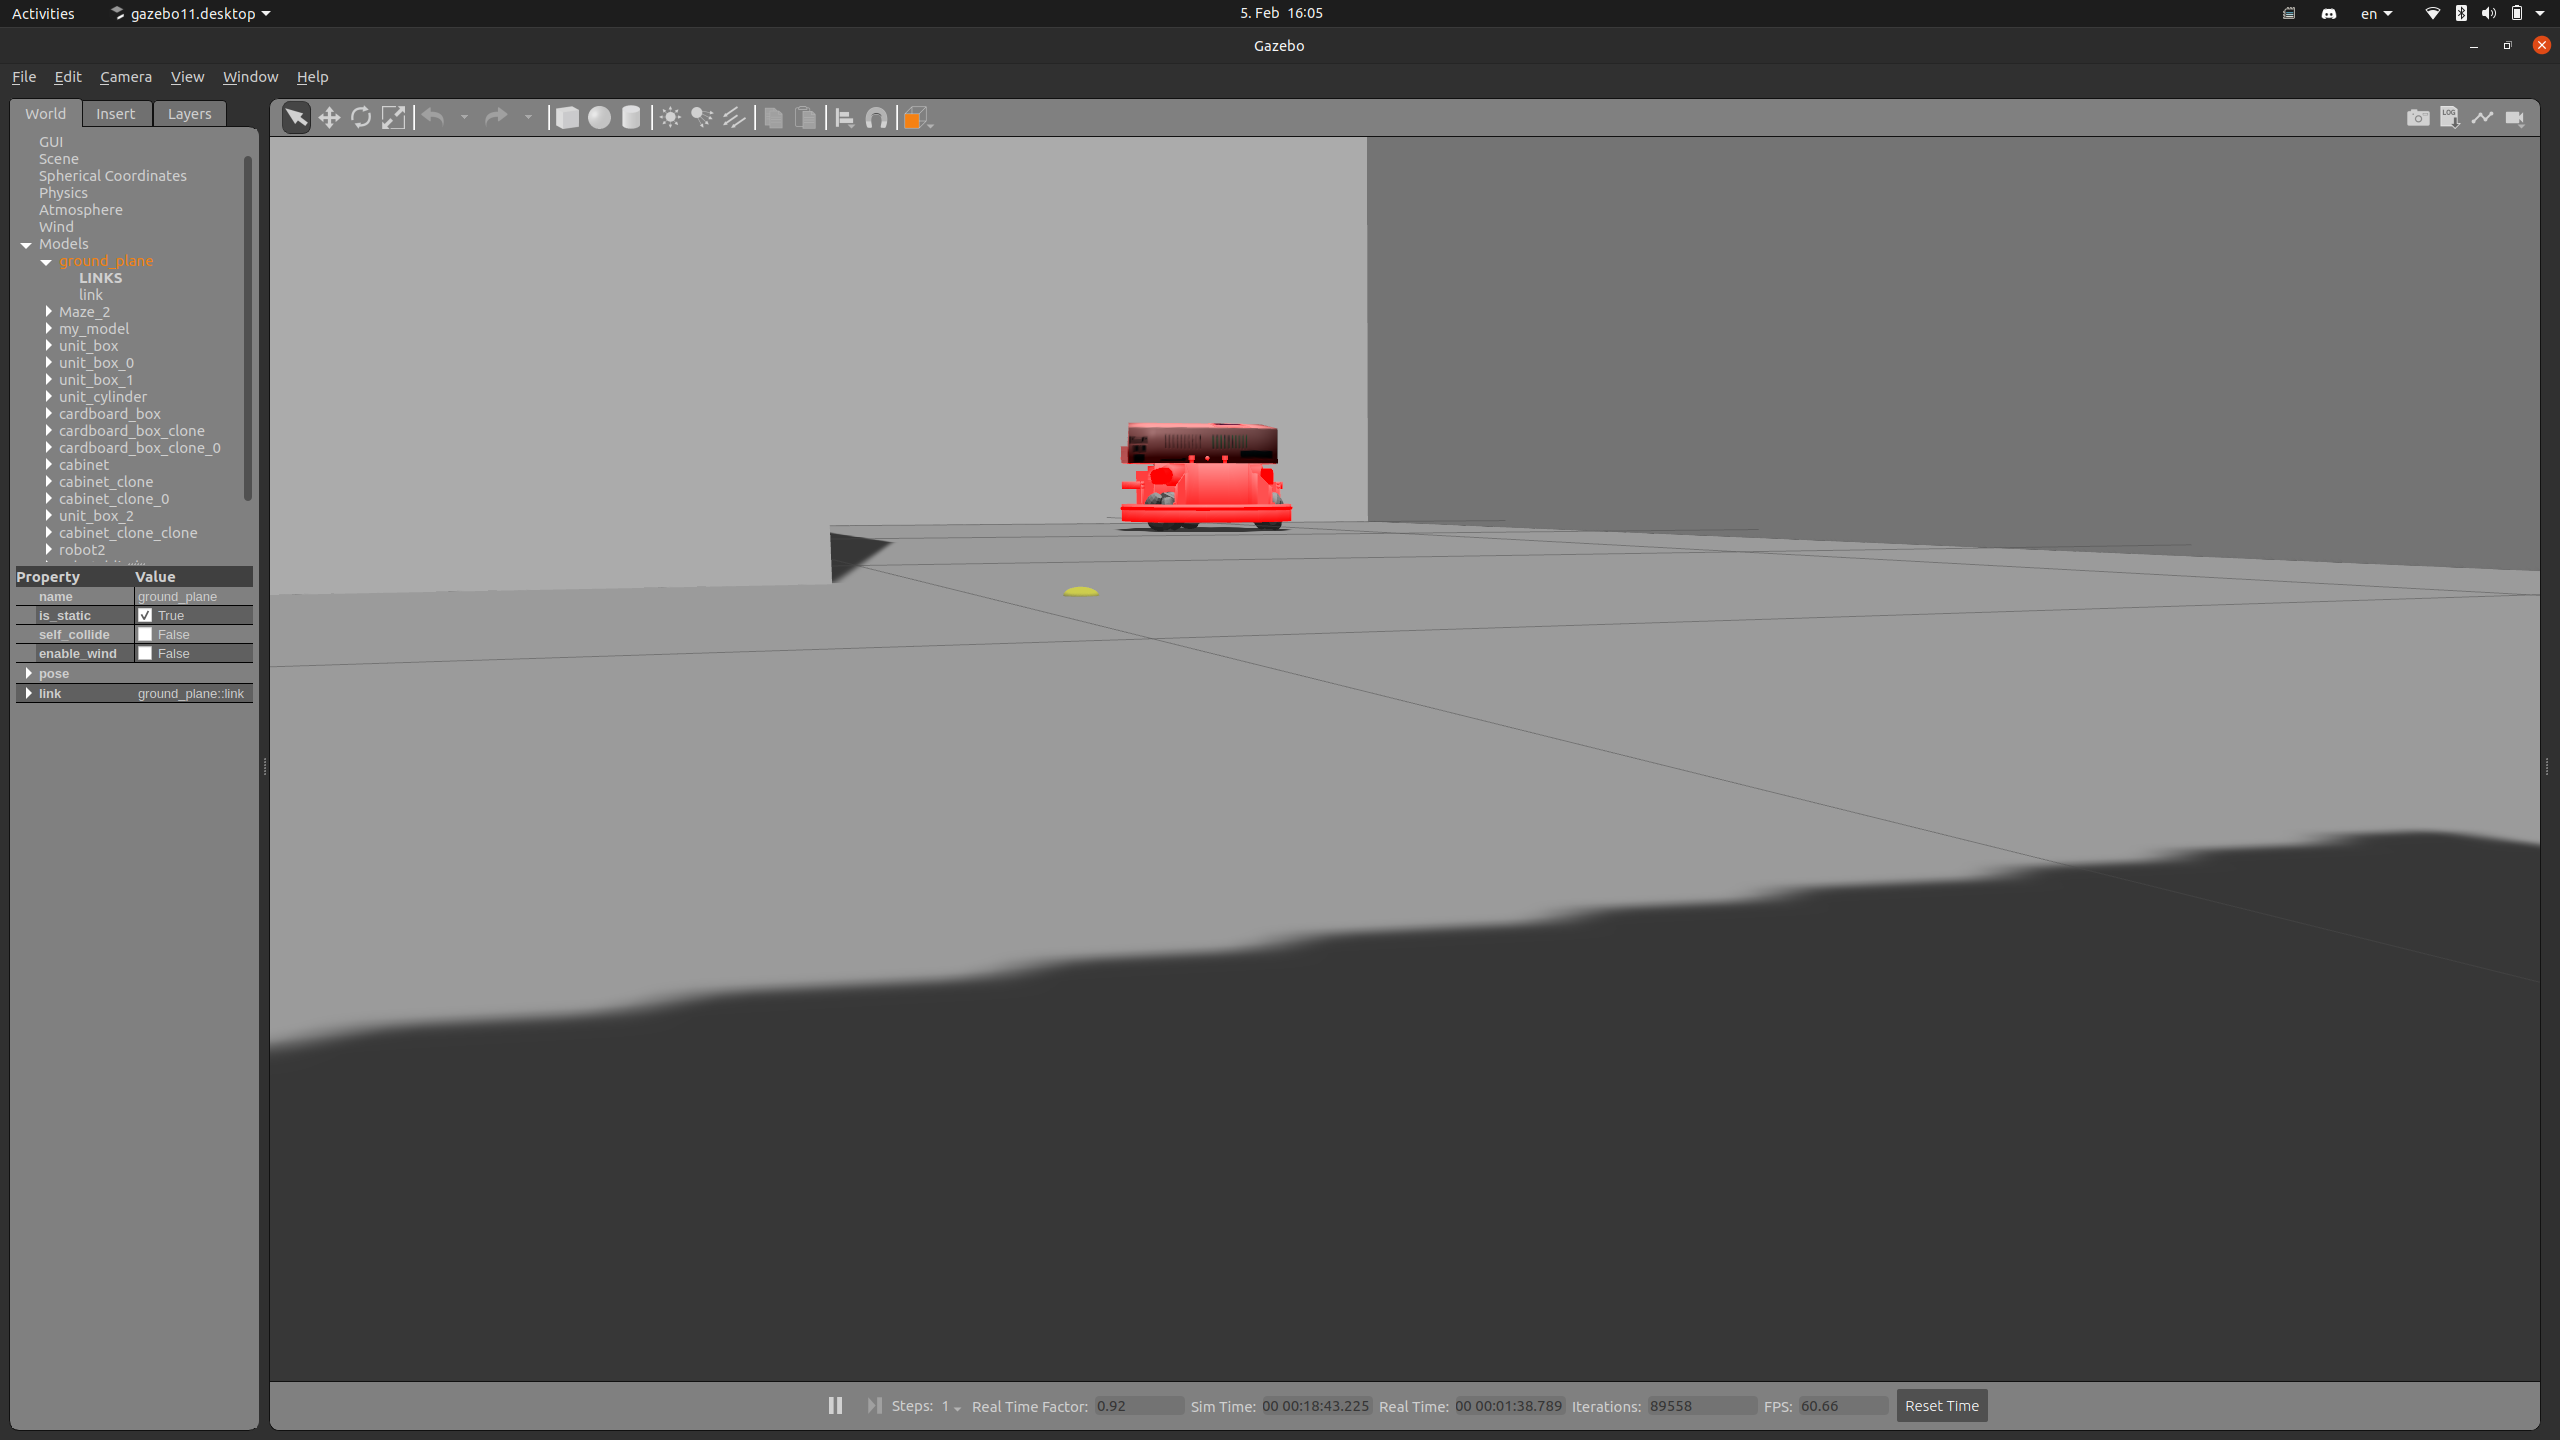 Activities gazebo11.desktop 5. Feb 16:05 en
Gazebo
File Edit Camera View Window Help
World Insert Layers
LOG
GUI
Scene
Spherical Coordinates
Physics
Atmosphere
Wind
Models
ground_plane
LINKS
link
Maze_2
my_model
unit_box
unit_box_0
unit_box_1
unit_cylinder
cardboard_box
cardboard_box_clone
cardboard_box_clone_0
cabinet
cabinet_clone
cabinet_clone_0
unit_box_2
cabinet_clone_clone
robot2
Property Value
name ground_plane
is_static True
self_collide False
enable_wind False
pose
link ground_plane::link
Steps: 1 Real Time Factor: 0.92 Sim Time: 00 00:18:43.225 Real Time: 00 00:01:38.789 Iterations: 89558 FPS: 60.66 Reset Time